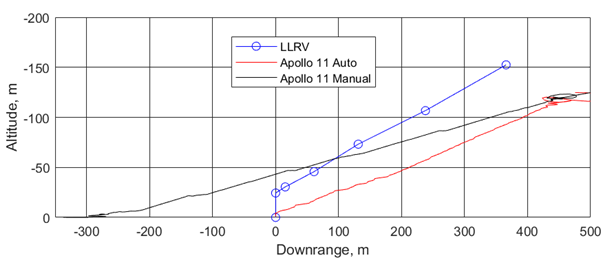 -200
-150
-100
-50
0
Altitude, m
LLRV
Apollo 11 Auto
Apollo 11 Manual
-300 -200 -100 0 100 200 300 400 500
Downrange, m